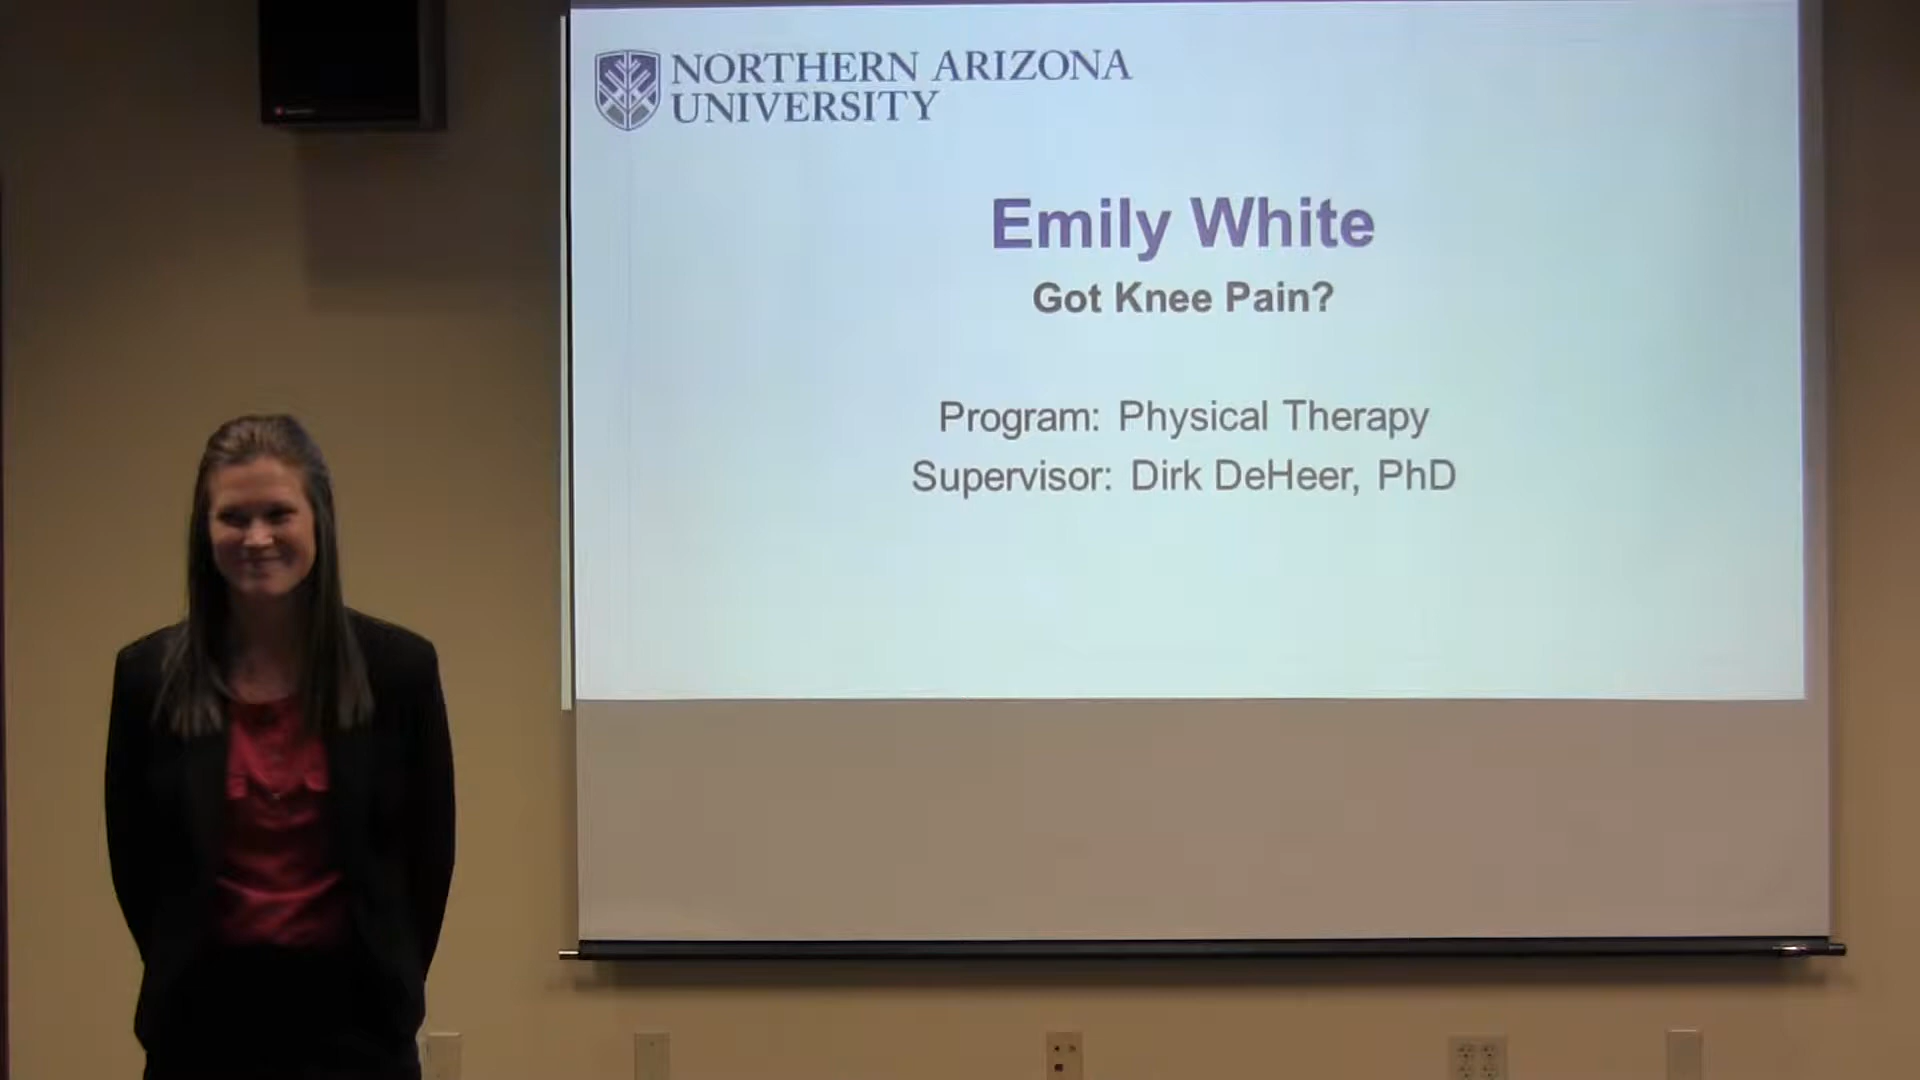 NORTHERN ARIZONA
UNIVERSITY
Emily White
Got Knee Pain?
Program: Physical Therapy
Supervisor: Dirk DeHeer, PhD